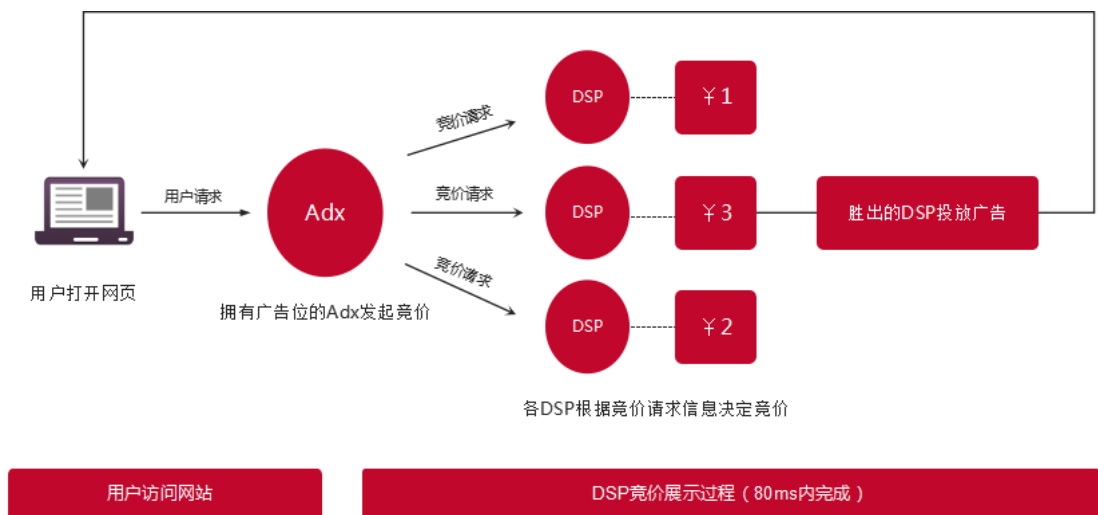 DSP
¥1
竞价请求
用户请求
Adx
竞价请求
DSP
¥3
胜出的DSP投放广告
竞价请求
用户打开网页
拥有广告位的Adx发起竞价
DSP
¥2
各DSP根据竞价请求信息决定竞价
用户访问网站
DSP竞价展示过程（80ms内完成）